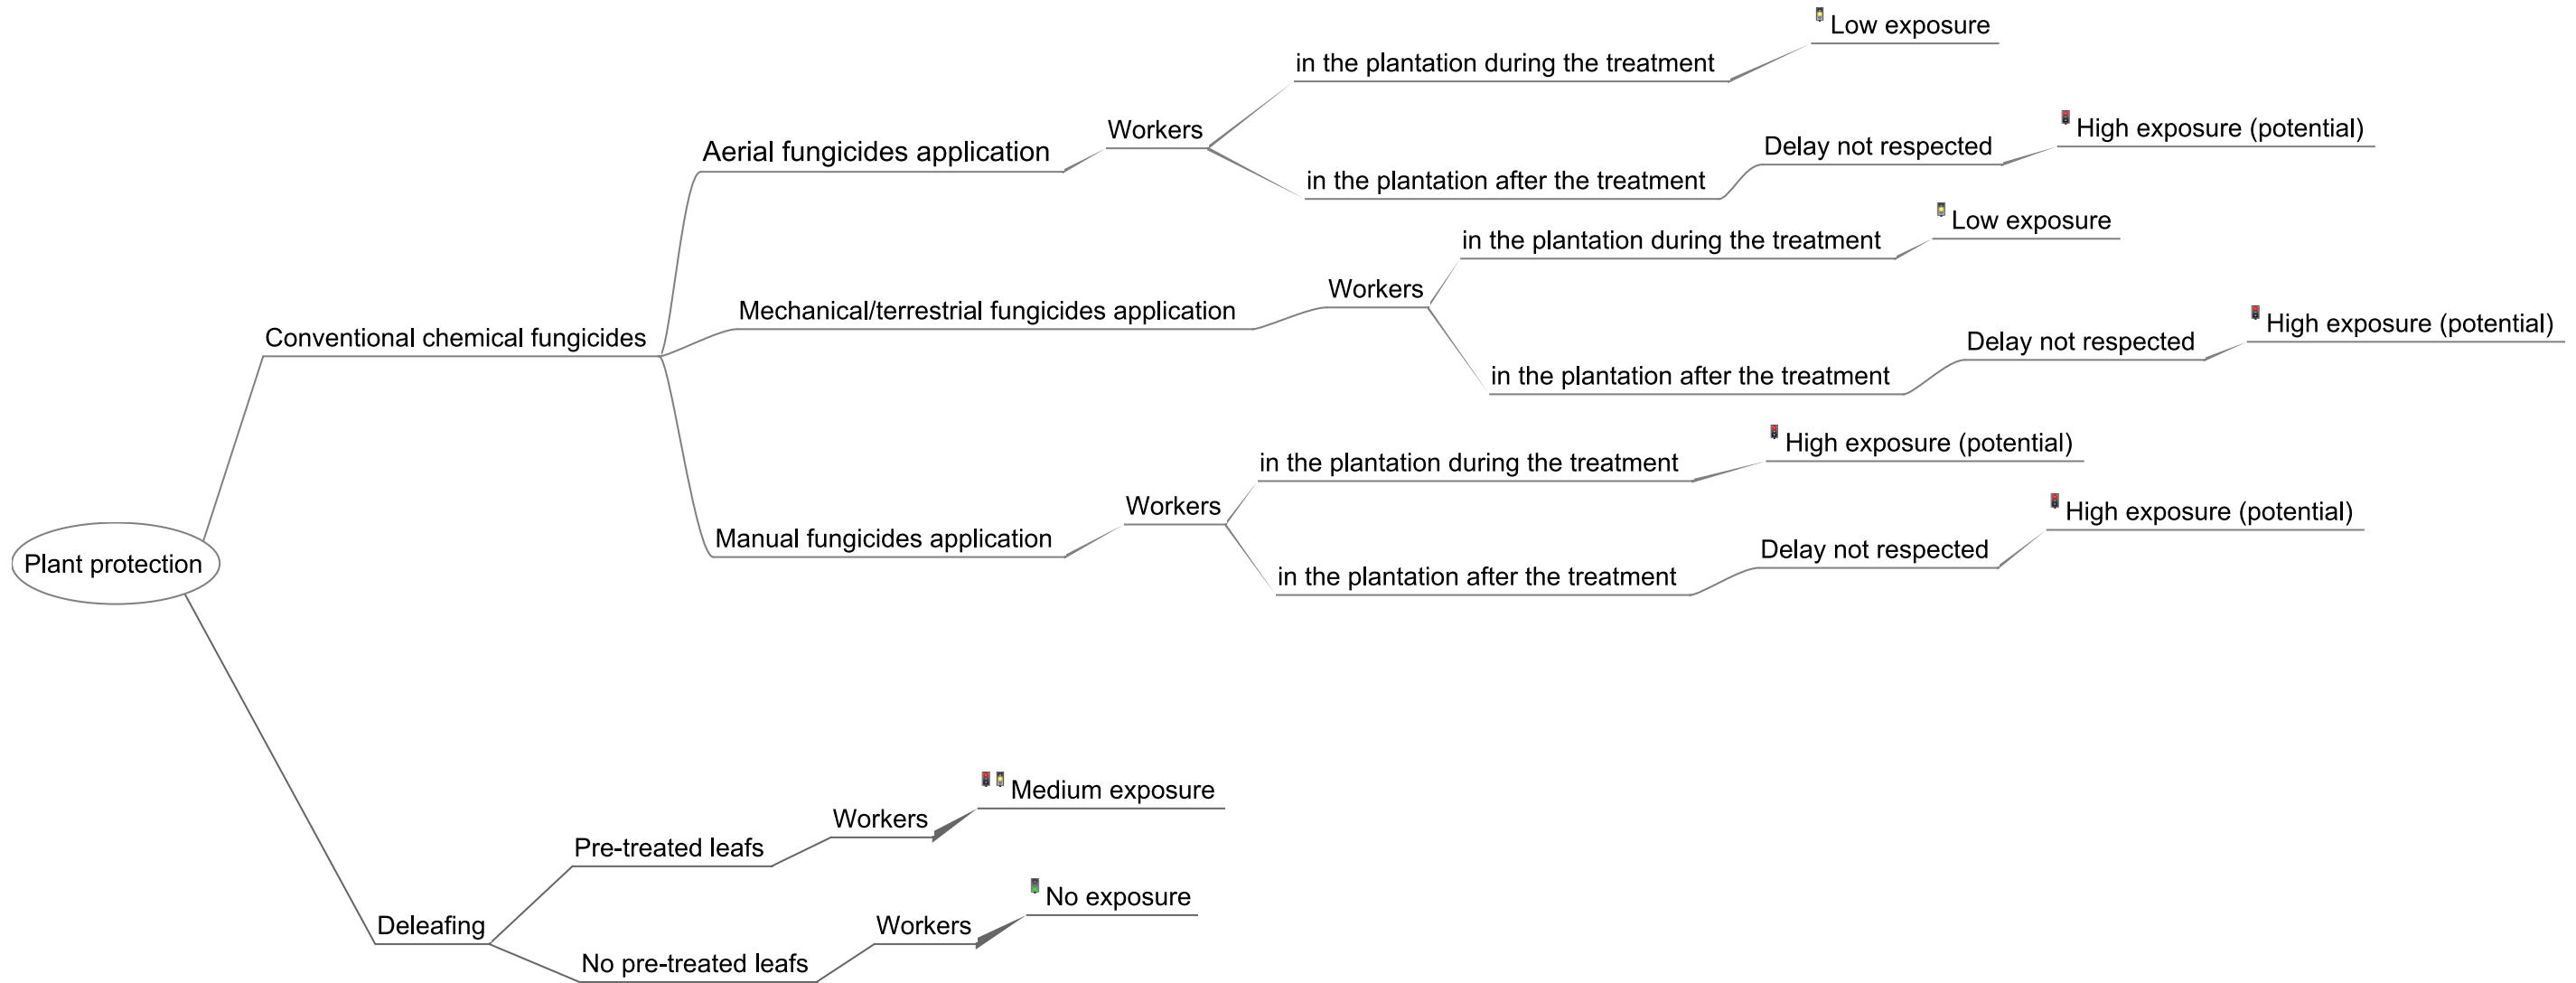 Low exposure
in the plantation during the treatment
High exposure (potential)
Workers
Delay not respected
Aerial fungicides application
in the plantation after the treatment
Low exposure
in the plantation during the treatment
Workers
Mechanical/terrestrial fungicides application
High exposure (potential)
Conventional chemical fungicides
Delay not respected
in the plantation after the treatment
High exposure (potential)
in the plantation during the treatment
Workers
High exposure (potential)
Manual fungicides application
Delay not respected
Plant protection
in the plantation after the treatment
Medium exposure
Workers
Pre-treated leafs
No exposure
Deleafing
Workers
No pre-treated leafs